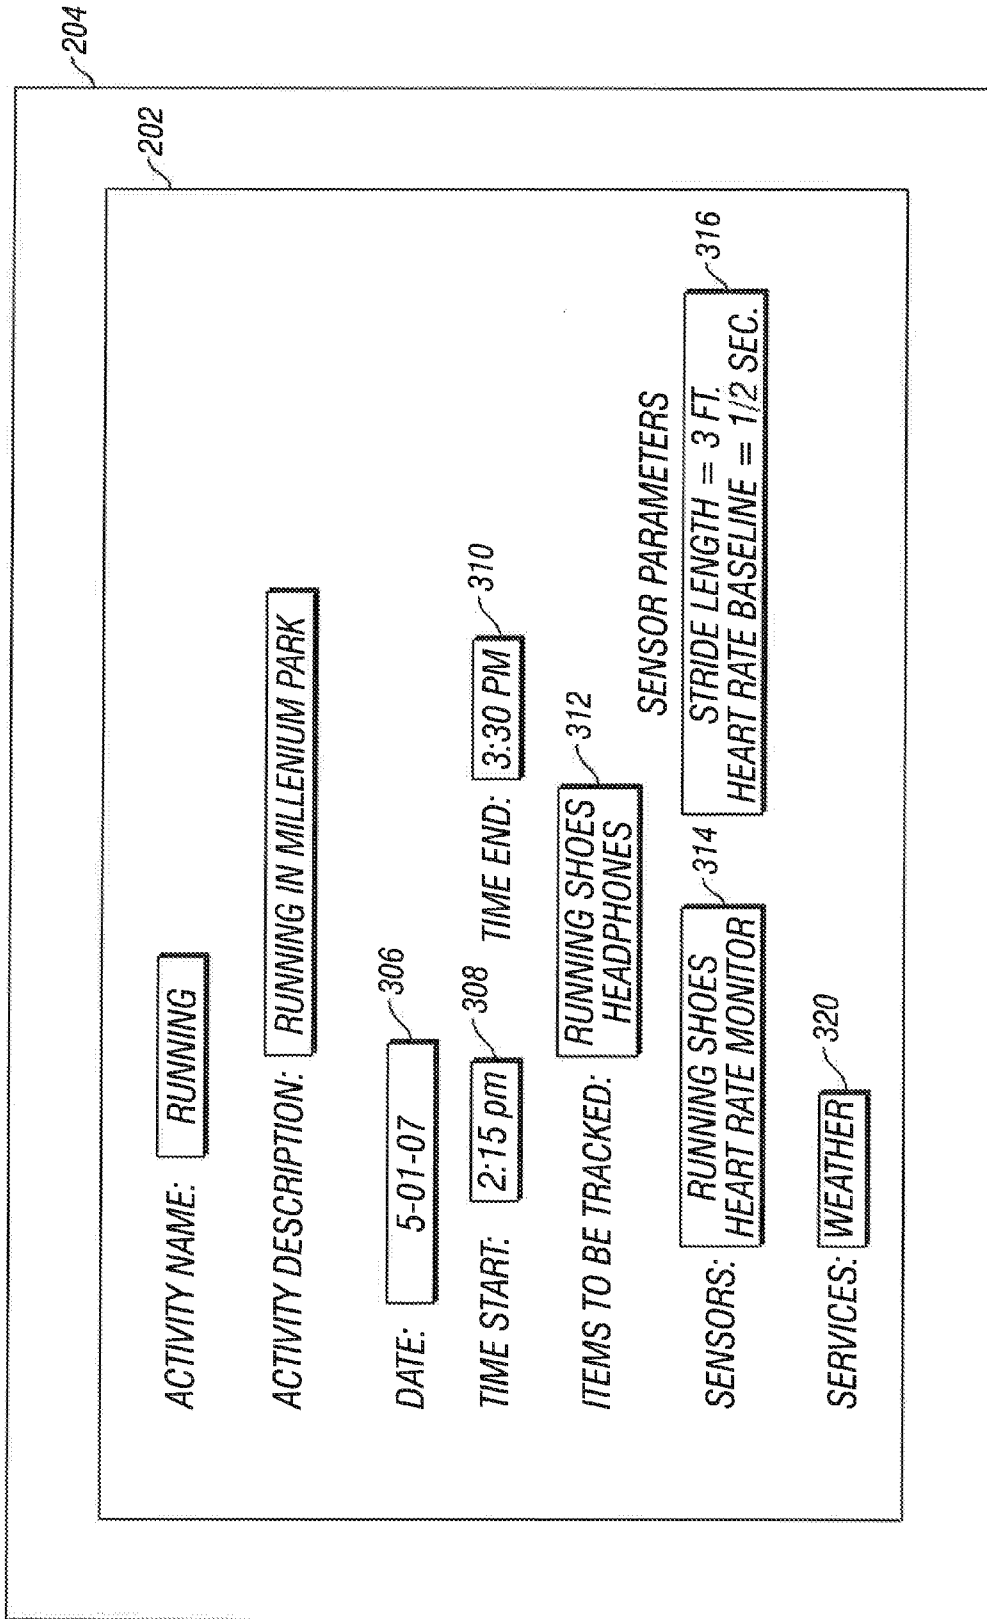 204
202
ACTIVITY NAME: RUNNING
ACTIVITY DESCRIPTION: RUNNING IN MILLENIUM PARK
306
DATE: 5-01-07
308
310
TIME START: 2:15 pm TIME END: 3:30 PM
312
ITEMS TO BE TRACKED: RUNNING SHOES
HEADPHONES
SENSOR PARAMETERS
314
316
SENSORS: RUNNING SHOES
HEART RATE MONITOR
STRIDE LENGTH = 3 FT.
HEART RATE BASELINE = 1/2 SEC.
320
SERVICES: WEATHER